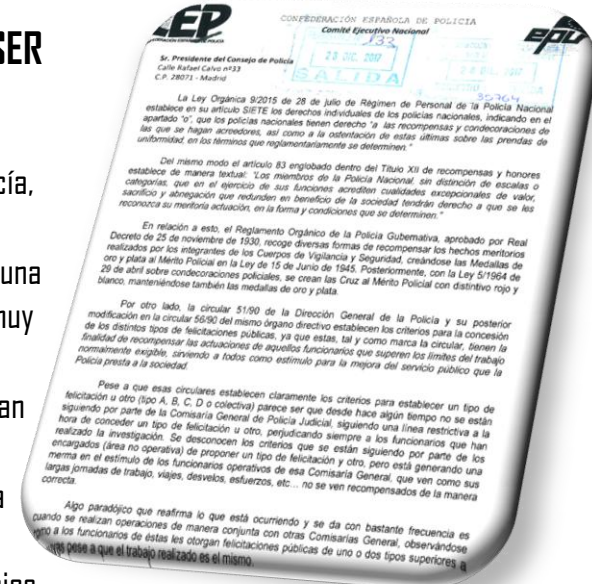 SER
cía,
una
muy
an
a
CEP
CONFEDERACIÓN ESPAÑOLA DE POLICIA
Comité Ejecutivo Nacional
epu
133
SALIDA
30704
Sr. Presidente del Consejo de Policía
Calle Rafael Calvo nº33
C.P. 28071 - Madrid
La Ley Orgánica 9/2015 de 28 de julio de Régimen de Personal de la Policía Nacional
establece en su artículo SIETE los derechos individuales de los policías nacionales, indicando en el
apartado "o", que los policías nacionales tienen derecho "a las recompensas y condecoraciones de
las que se hagan acreedores, así como a la ostentación de estas últimas sobre las prendas de
uniformidad, en los términos que reglamentariamente se determinen."
Del mismo modo el artículo 83 englobado dentro del Titulo XII de recompensas y honores
establece de manera textual: "Los miembros de la Policía Nacional, sin distinción de escalas o
categorías, que en el ejercicio de sus funciones acrediten cualidades excepcionales de valor,
sacrificio y abnegación que redunden en beneficio de la sociedad tendrán derecho a que se les
reconozca su meritoria actuación, en la forma y condiciones que se determinen."
En relación a esto, el Reglamento Orgánico de la Policía Gubernativa, aprobado por Real
Decreto de 25 de noviembre de 1930, recoge diversas formas de recompensar los hechos meritorios
realizados por los integrantes de los Cuerpos de Vigilancia y Seguridad, creándose las Medallas de
oro y plata al Mérito Policial en la Ley de 15 de Junio de 1945. Posteriormente, con la Ley 5/1964 de
29 de abril sobre condecoraciones policiales, se crean las Cruz al Mérito Policial con distintivo rojo y
blanco, manteniéndose también las medallas de oro y plata.
Por otro lado, la circular 51/90 de la Dirección General de la Policía y su posterior
modificación en la circular 56/90 del mismo órgano directivo establecen los criterios para la concesión
de los distintos tipos de felicitaciones públicas, ya que estas, tal y como marca la circular, tienen la
finalidad de recompensar las actuaciones de aquellos funcionarios que superen los límites del trabajo
normalmente exigible, sirviendo a todos como estímulo para la mejora del servicio público que la
Policía presta a la sociedad.
Pese a que esas circulares establecen claramente los criterios para establecer un tipo de
felicitación u otro (tipo A, B, C, D o colectiva) parece ser que desde hace algún tiempo no se están
siguiendo por parte de la Comisaría General de Policía Judicial, siguiendo una línea restrictiva a la
hora de conceder un tipo de felicitación u otro, perjudicando siempre a los funcionarios que han
realizado la investigación. Se desconocen los criterios que se están siguiendo por parte de los
encargados (área no operativa) de proponer un tipo de felicitación y otro, pero está generando una
merma en el estímulo de los funcionarios operativos de esa Comisaría General, que ven como sus
largas jornadas de trabajo, viajes, desvelos, esfuerzos, etc... no se ven recompensados de la manera
correcta.
Algo paradójico que reafirma lo que está ocurriendo y se da con bastante frecuencia es
cuando se realizan operaciones de manera conjunta con otras Comisarias General, observándose
como a los funcionarios de éstas les otorgan felicitaciones públicas de uno o dos tipos superiores a
pese a que el trabajo realizado es el mismo.